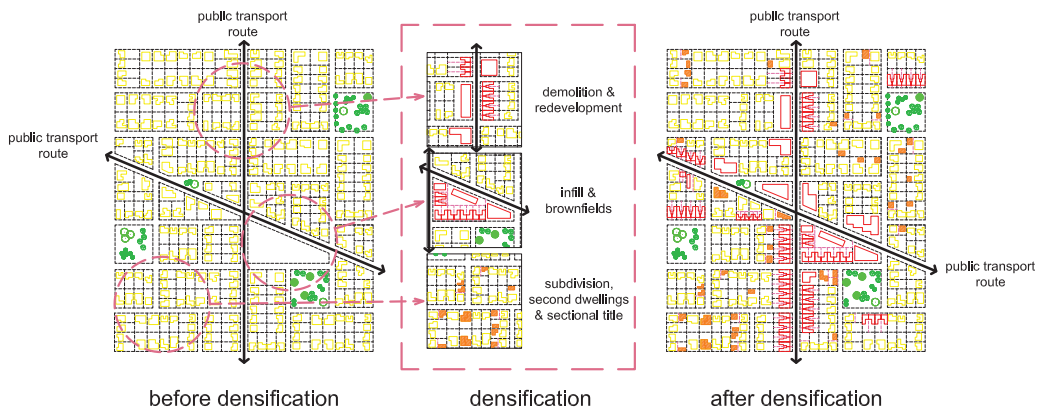 public transport
route
public transport
route
before densification
demolition &
redevelopment
infill &
brownfields
subdivision,
second dwellings
& sectional title
densification
public transport
route
public transport
route
after densification